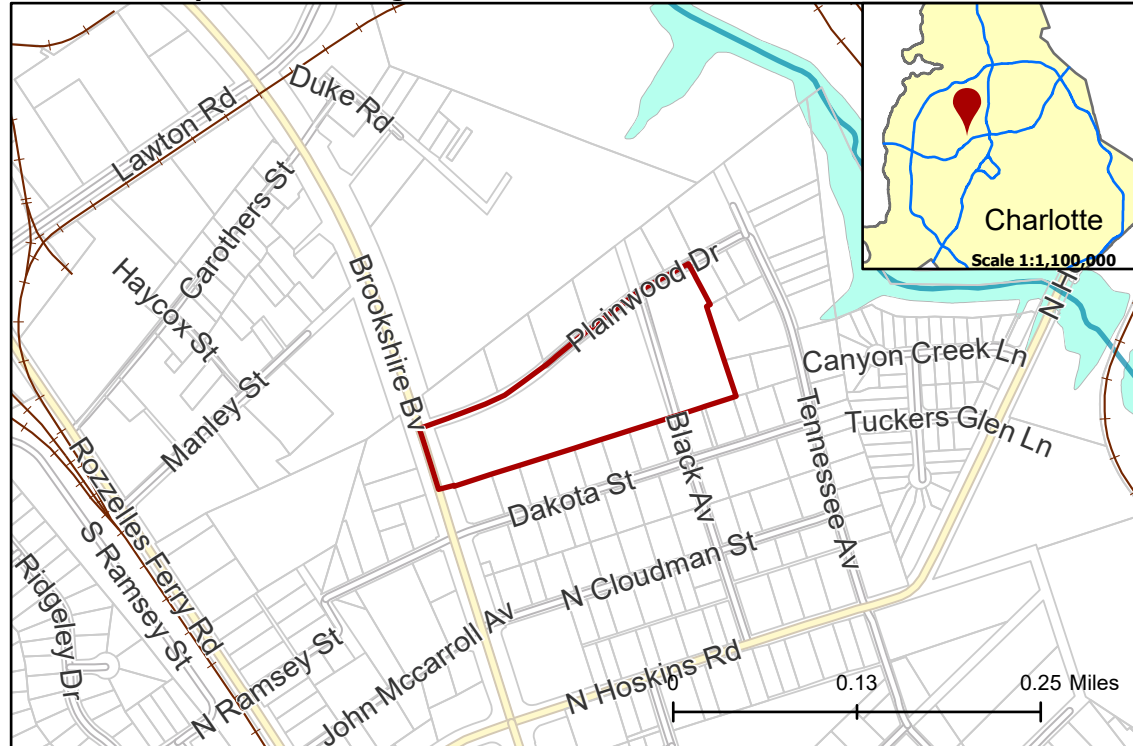 Duke Rd
Lawton Rd
Carothers St
Haycox St
Manley St
Brookshire Bv
Plainwood Dr
Charlotte
Scale 1:1,100,000
Canyon Creek Ln
Tuckers Glen Ln
Tennessee Av
Black Av
Dakota St
N Cloudman St
Rozzelles Ferry Rd
S Ramsey St
Ridgeley Dr
N Ramsey St
John Mccarroll Av
N Hoskins Rd
0 0.13 0.25 Miles